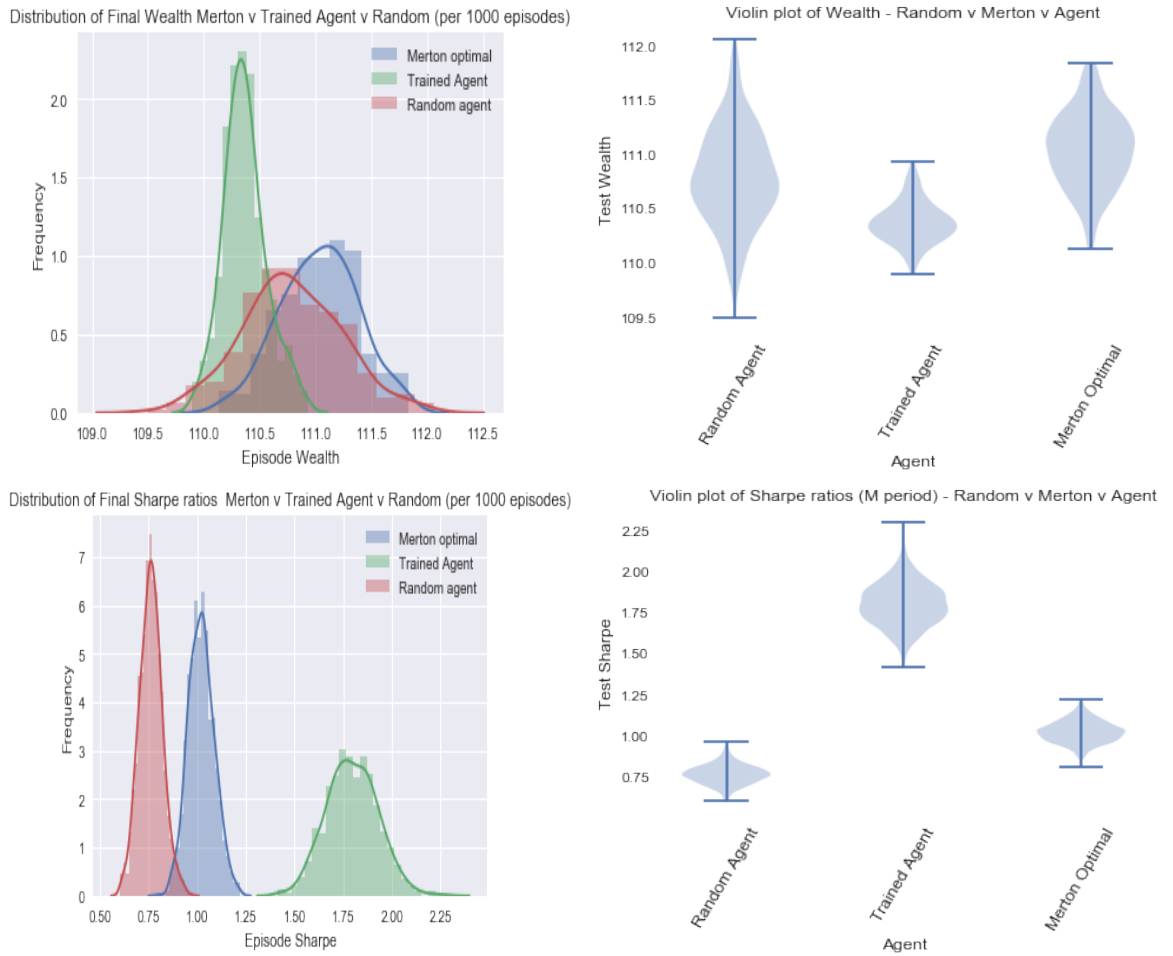 Distribution of Final Wealth Merton v Trained Agent v Random (per 1000 episodes)
Merton optimal
Trained Agent
Random agent
2.0
1.5
1.0
0.5
0.0
Frequency
109.0 109.5 110.0 110.5 111.0 111.5 112.0 112.5
Episode Wealth
Violin plot of Wealth - Random v Merton v Agent
112.0
111.5
111.0
110.5
110.0
109.5
Test Wealth
Random Agent
Trained Agent
Merton Optimal
Agent
Distribution of Final Sharpe ratios Merton v Trained Agent v Random (per 1000 episodes)
Merton optimal
Trained Agent
Random agent
7
6
5
4
3
2
1
0
Frequency
0.50 0.75 1.00 1.25 1.50 1.75 2.00 2.25
Episode Sharpe
Violin plot of Sharpe ratios (M period) - Random v Merton v Agent
2.25
2.00
1.75
1.50
1.25
1.00
0.75
Test Sharpe
Random Agent
Trained Agent
Merton Optimal
Agent